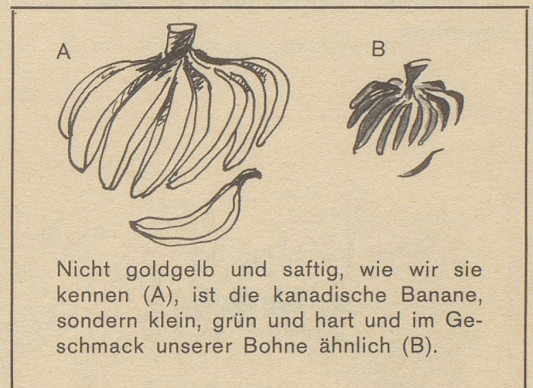 A
B
Nicht goldgelb und saftig, wie wir sie
kennen (A), ist die kanadische Banane,
sondern klein, grün und hart und im Ge-
schmack unserer Bohne ähnlich (B).